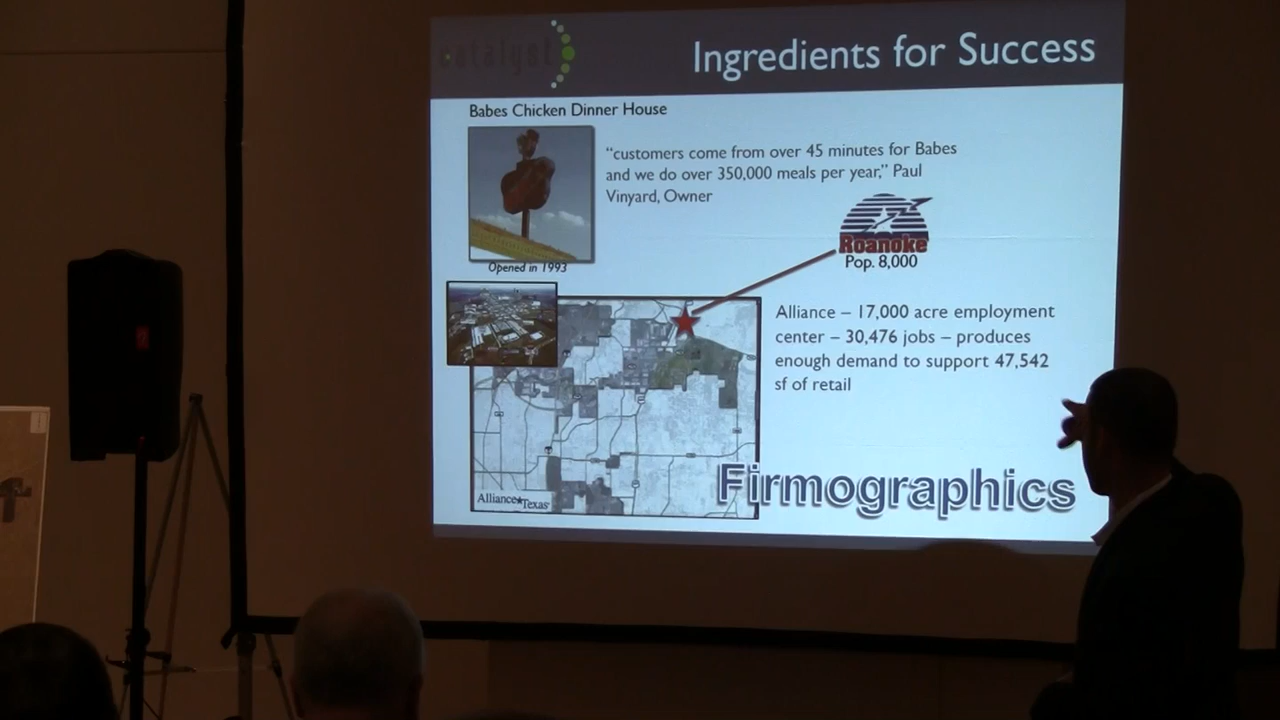 catalyst
Ingredients for Success
Babes Chicken Dinner House
“customers come from over 45 minutes for Babes
and we do over 350,000 meals per year,” Paul
Vinyard, Owner
Opened in 1993
Roanoke
Pop. 8,000
Alliance – 17,000 acre employment
center – 30,476 jobs – produces
enough demand to support 47,542
sf of retail
Alliance Texas
Firmographics